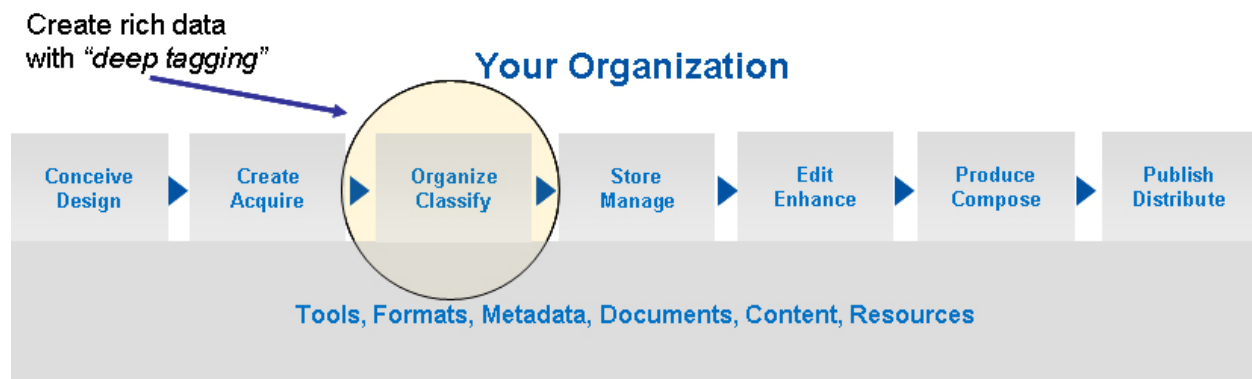 Create rich data
with “deep tagging”
Your Organization
Conceive
Design
Create
Acquire
Organize
Classify
Store
Manage
Edit
Enhance
Produce
Compose
Publish
Distribute
Tools, Formats, Metadata, Documents, Content, Resources